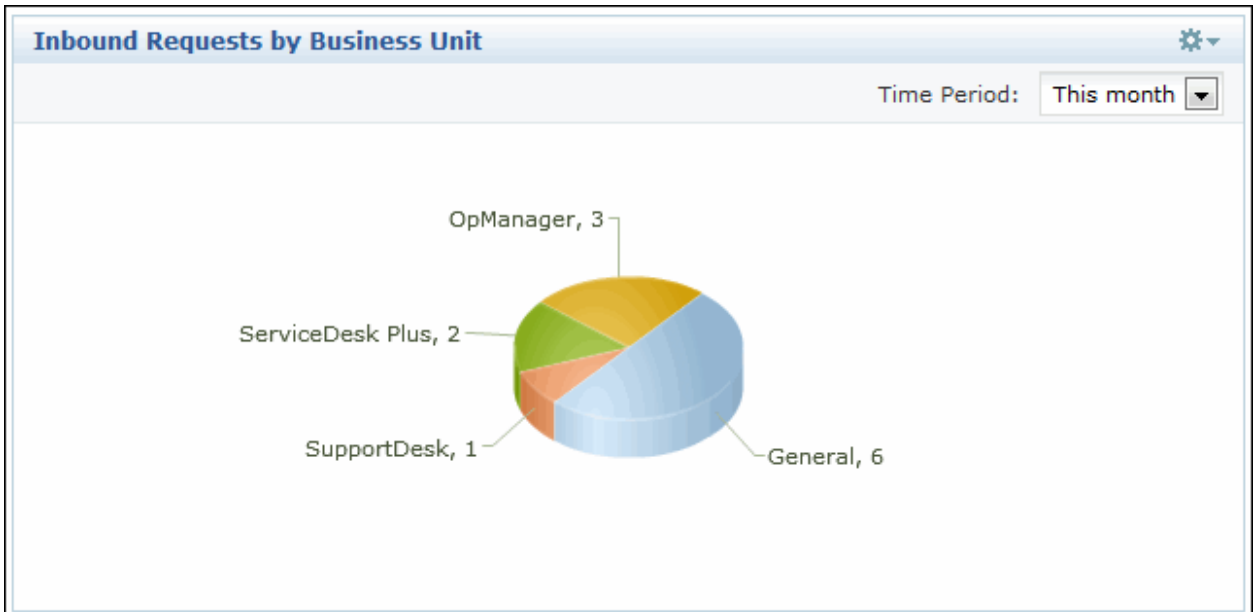 Inbound Requests by Business Unit
Time Period: This month
OpManager, 3
ServiceDesk Plus, 2
SupportDesk, 1
General, 6